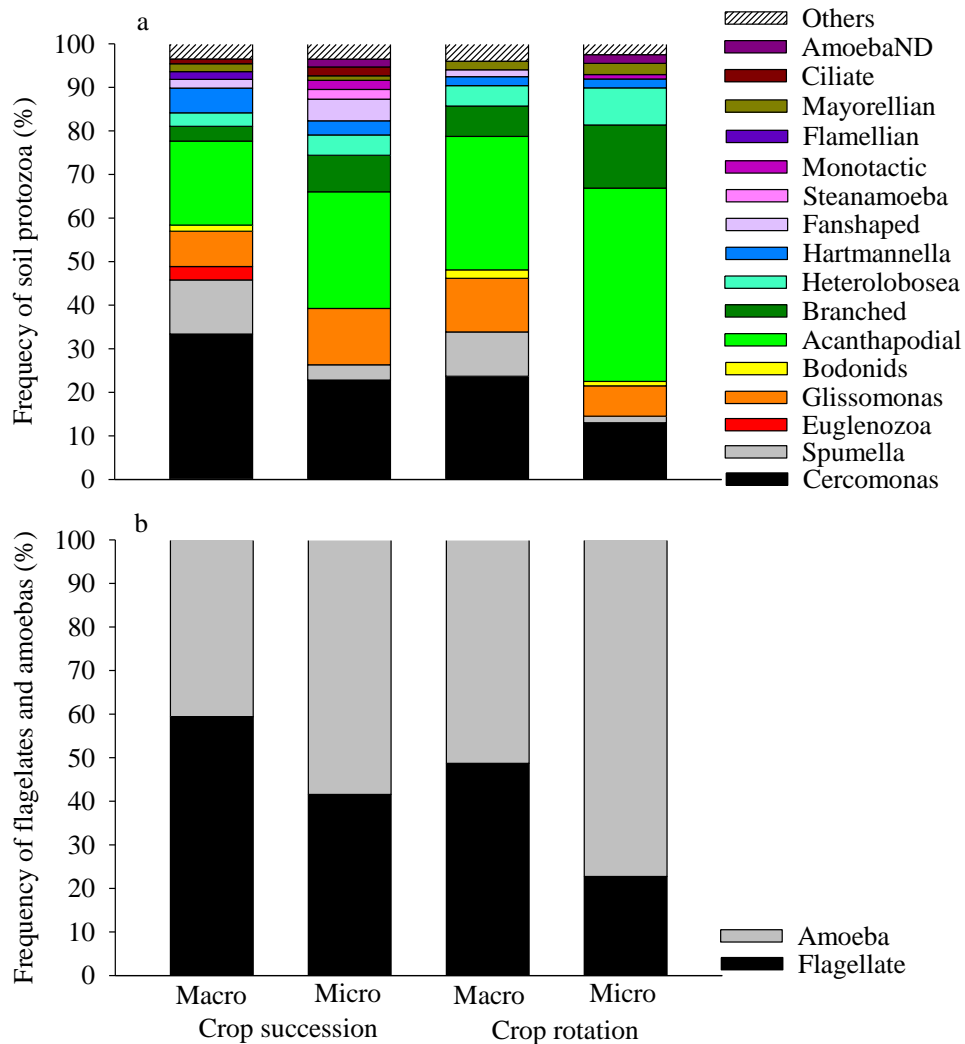 a
Frequecy of soil protozoa (%)
100
90
80
70
60
50
40
30
20
10
0
Others
AmoebaND
Ciliate
Mayorellian
Flamellian
Monotactic
Steanamoeba
Fanshaped
Hartmannella
Heterolobosea
Branched
Acanthapodial
Bodonids
Glissomonas
Euglenozoa
Spumella
Cercomonas
b
Frequency of flagelates and amoebas (%)
100
90
80
70
60
50
40
30
20
10
0
Amoeba
Flagellate
Macro Micro Macro Micro
Crop succession Crop rotation